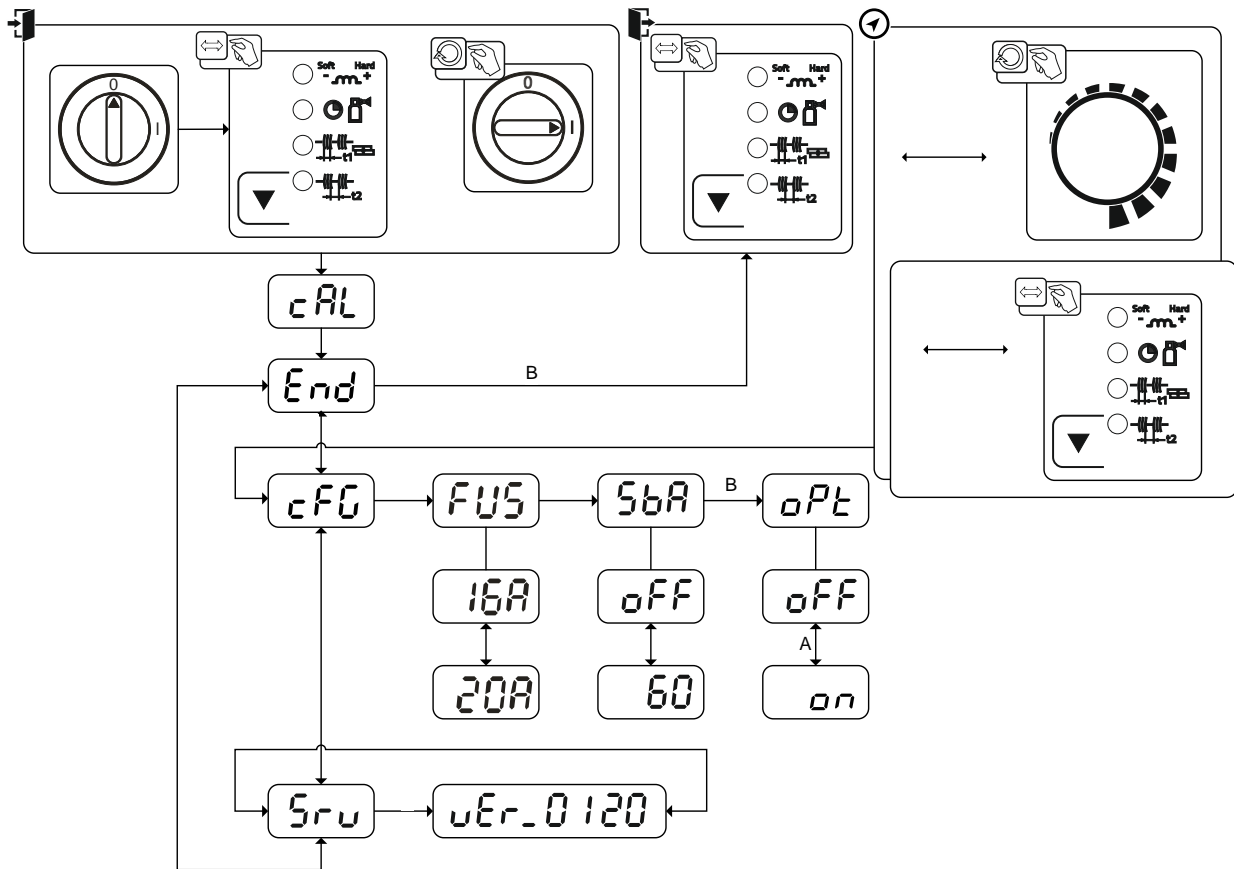 0
I
Soft Hard
- +
t1
t2
0
I
Soft Hard
- +
t1
t2
cAL
End
B
Soft Hard
- +
t1
t2
cFG
FUS
SbA
B
oPt
16A
oFF
oFF
A
20A
60
on
Srv
vEr_0120